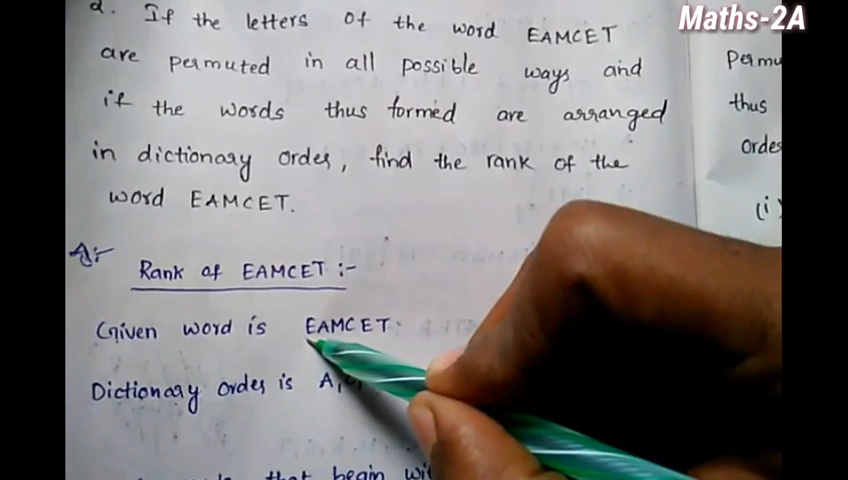 Maths-2A
2. If the letters of the word EAMCET
are permuted in all possible ways and
if the words thus formed are arranged
in dictionary order, find the rank of the
word EAMCET.
A:-
Rank of EAMCET :-
Given word is EAMCET.
Dictionary order is A,
that begin
thus
(i)